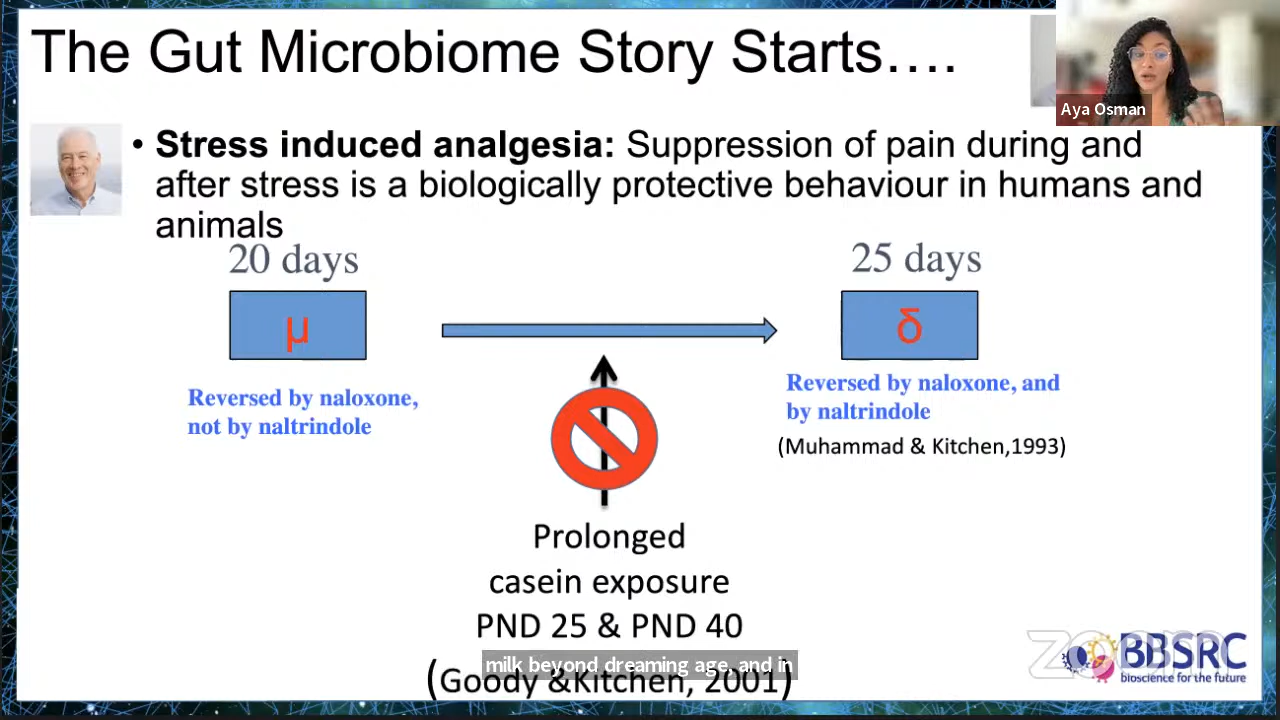 The Gut Microbiome Story Starts….
Aya Osman
• Stress induced analgesia: Suppression of pain during and
after stress is a biologically protective behaviour in humans and
animals
20 days
25 days
μ
δ
Reversed by naloxone,
not by naltrindole
Reversed by naloxone, and
by naltrindole
(Muhammad & Kitchen,1993)
Prolonged
casein exposure
PND 25 & PND 40
(Goody &Kitchen, 2001)
milk beyond dreaming age, and in
zoom
BBSRC
bioscience for the future